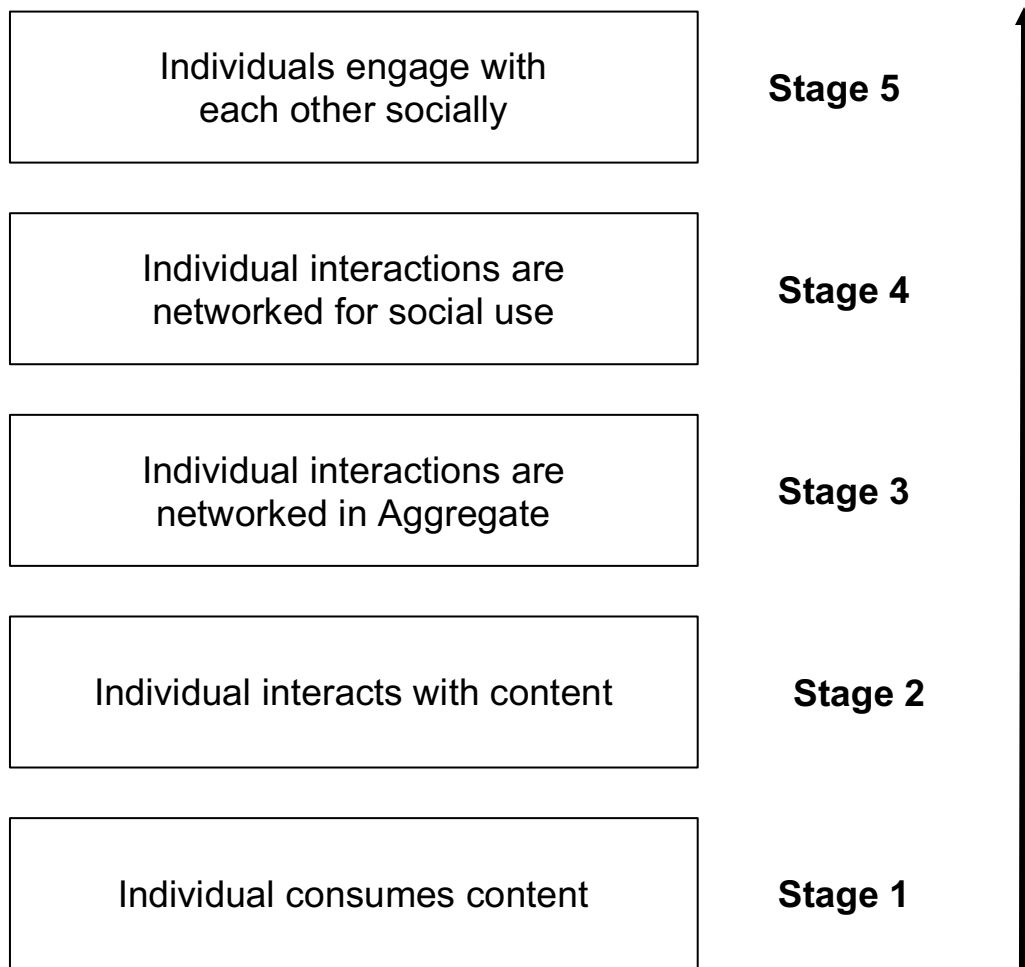 Individuals engage with
each other socially
Stage 5
Individual interactions are
networked for social use
Stage 4
Individual interactions are
networked in Aggregate
Stage 3
Individual interacts with content
Stage 2
Individual consumes content
Stage 1